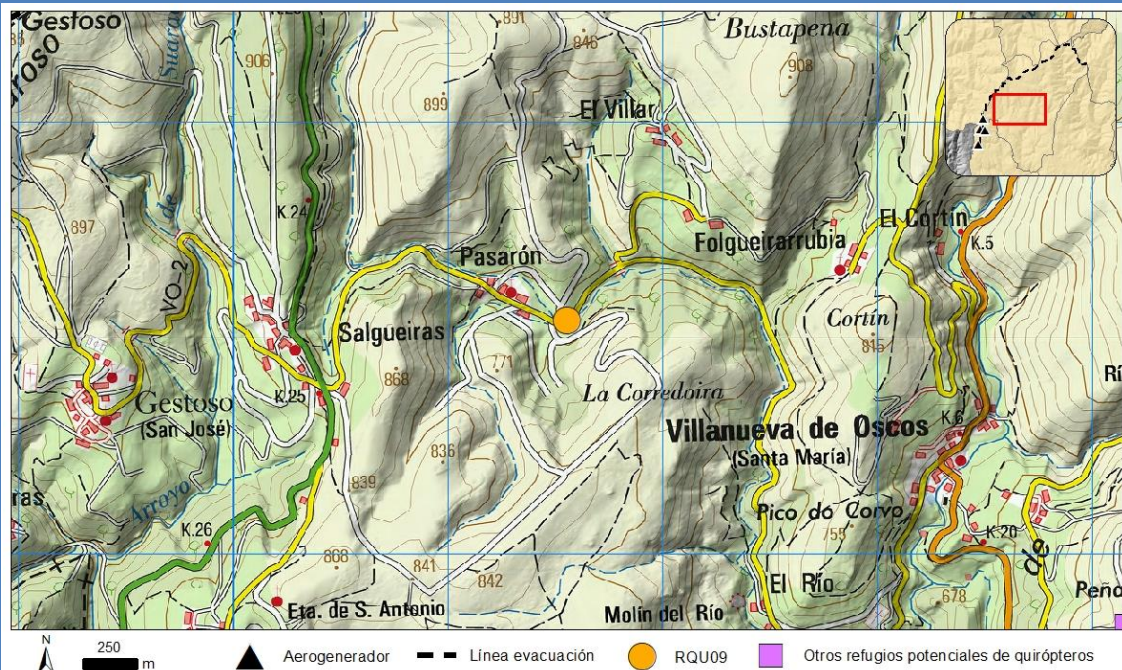 Gestoso
891
846
Bustapena
908
906
899
El Villar
897
K.24
de
VO-2
Pasarón
Folgueirarrubia
El Cortín
K.5
Salgueiras
Cortín
815
771
868
La Corredoira
K.25
Gestoso
(San José)
Villanueva de Oscos
(Santa María)
K.6
836
839
Arroyo
Pico do Corvo
755
K.26
K.20
de
868
841
842
El Río
678
Eta. de S. Antonio
Molín del Río
N
250
m
Aerogenerador
Línea evacuación
RQU09
Otros refugios potenciales de quirópteros